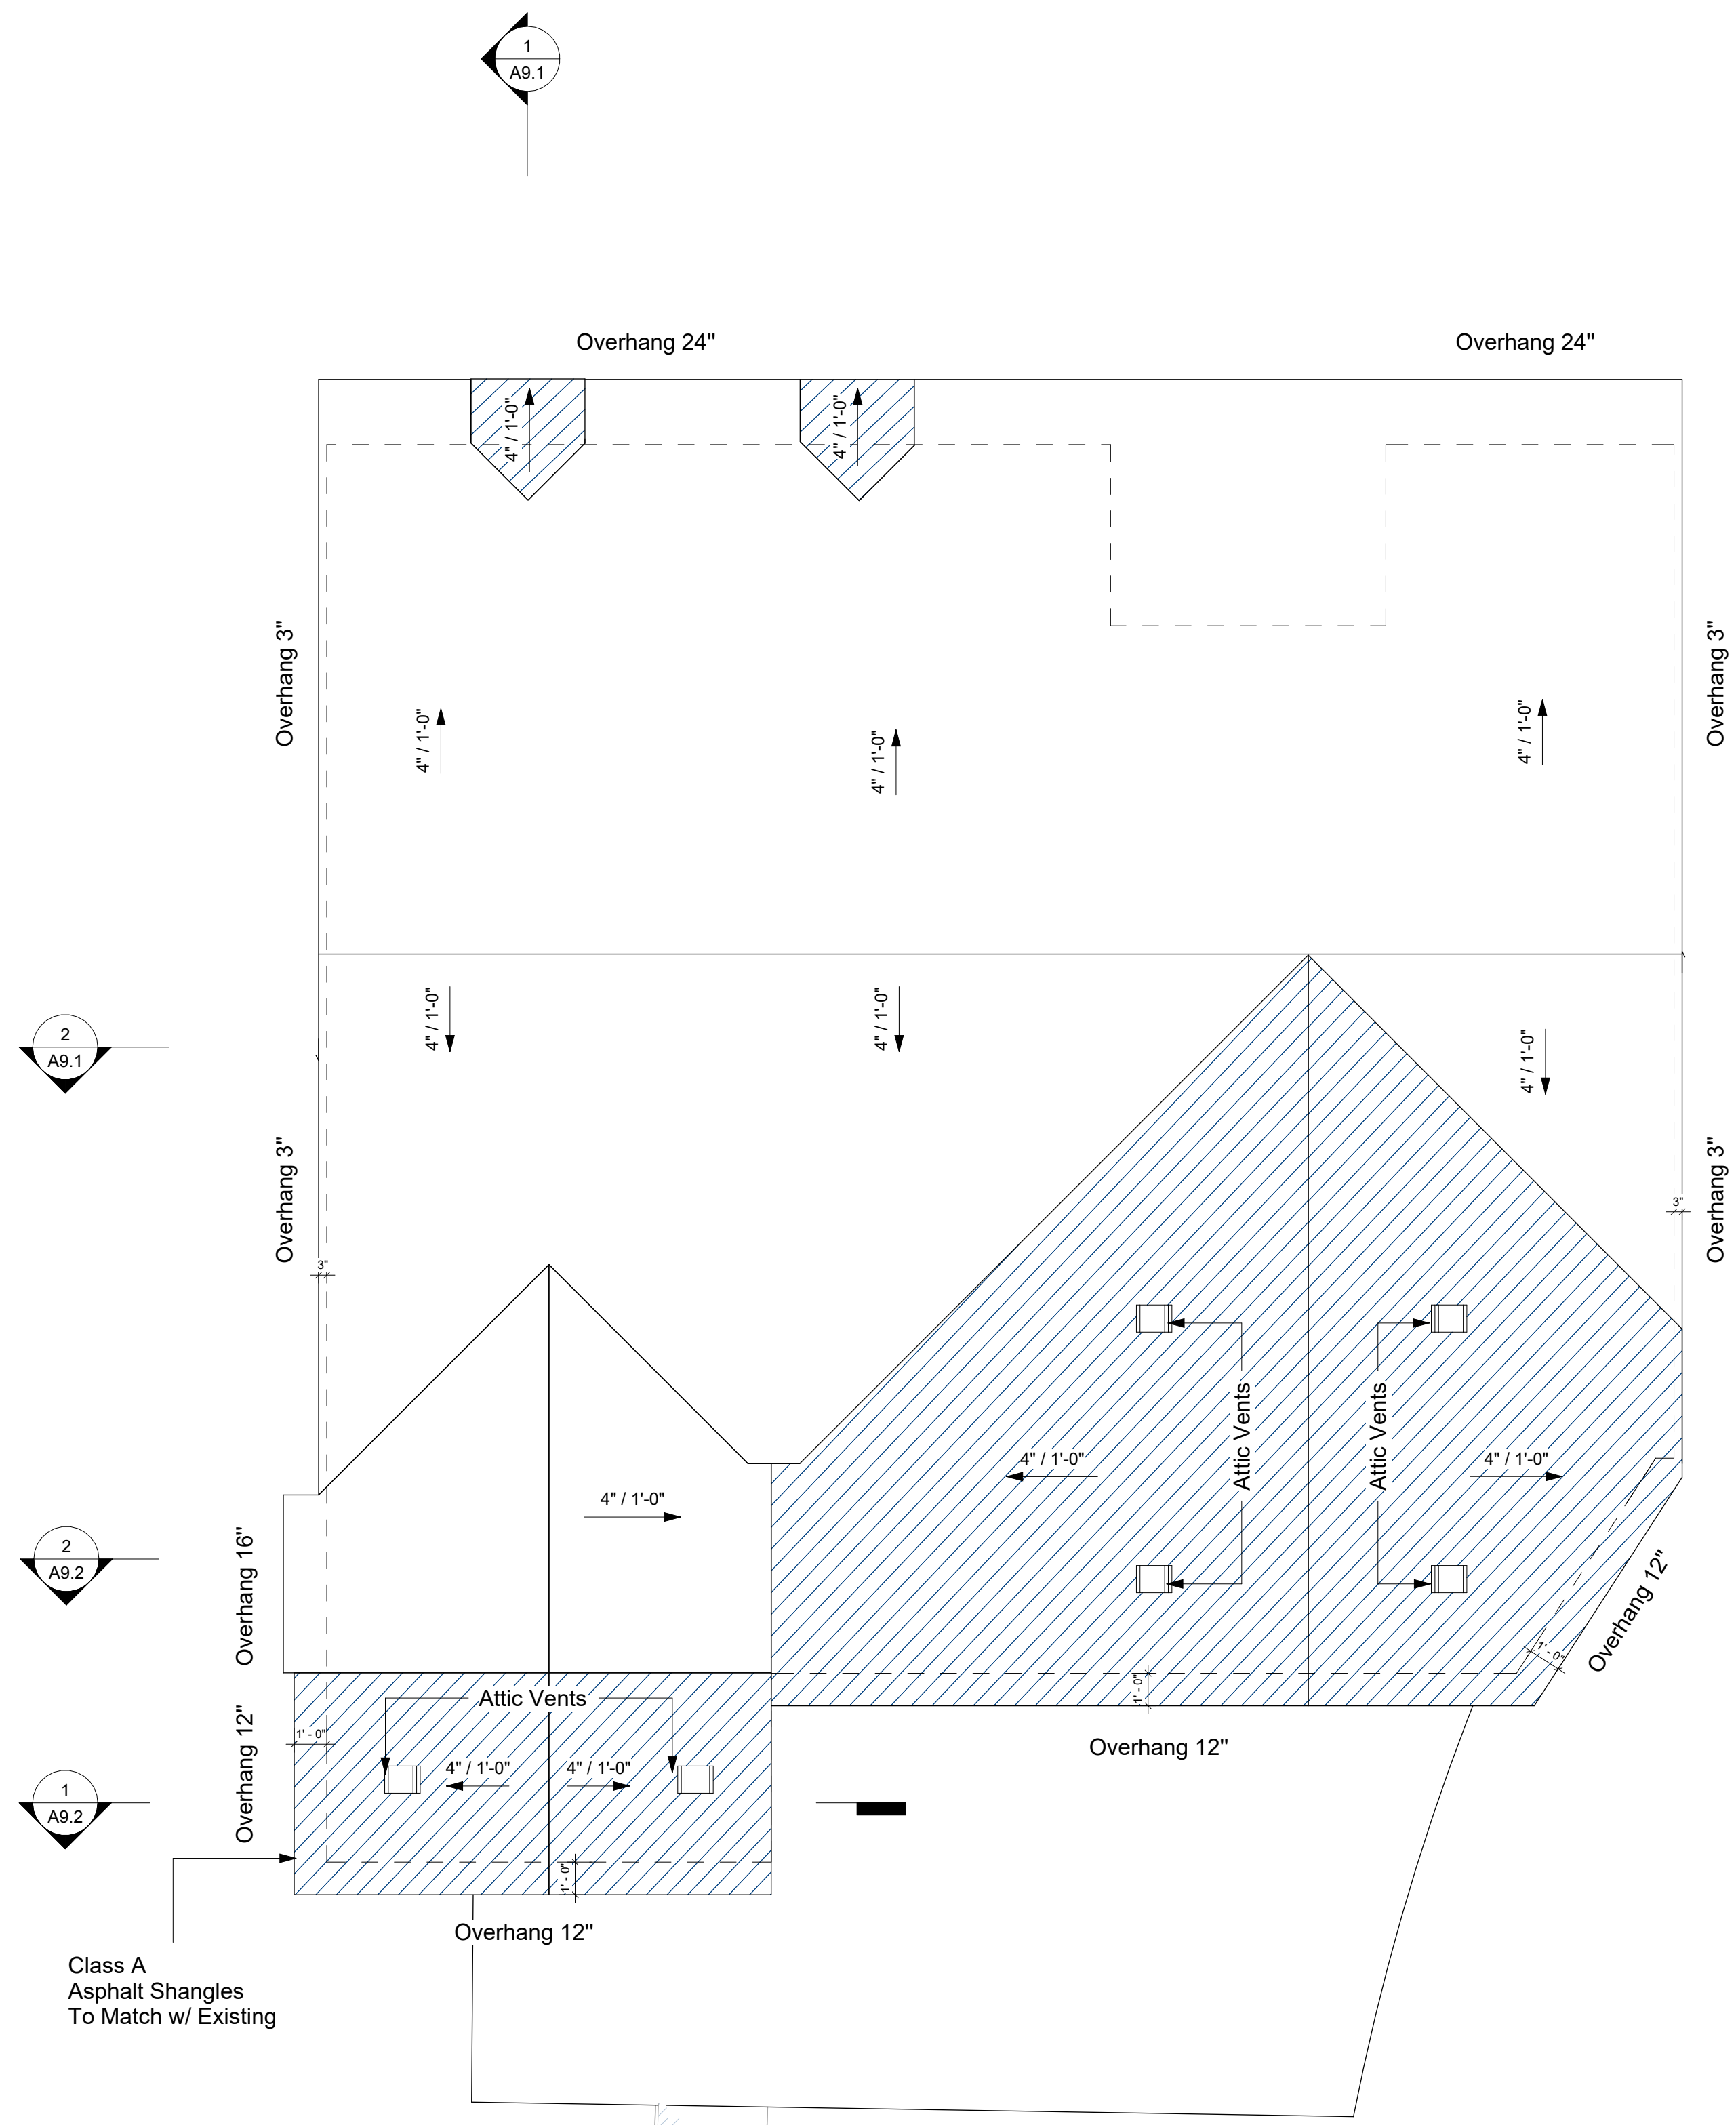 1
A9.1
Overhang 24"
Overhang 24"
4" / 1'-0"
4" / 1'-0"
Overhang 3"
Overhang 3"
4" / 1'-0"
4" / 1'-0"
4" / 1'-0"
4" / 1'-0"
4" / 1'-0"
4" / 1'-0"
2
A9.1
Overhang 3"
Overhang 3"
3"
3"
Attic Vents
Attic Vents
4" / 1'-0"
4" / 1'-0"
4" / 1'-0"
2
A9.2
Overhang 16"
Overhang 12"
1' - 0"
1' - 0"
Attic Vents
Overhang 12"
1' - 0"
4" / 1'-0"
4" / 1'-0"
Overhang 12"
1
A9.2
1' - 0"
Overhang 12"
Class A
Asphalt Shangles
To Match w/ Existing